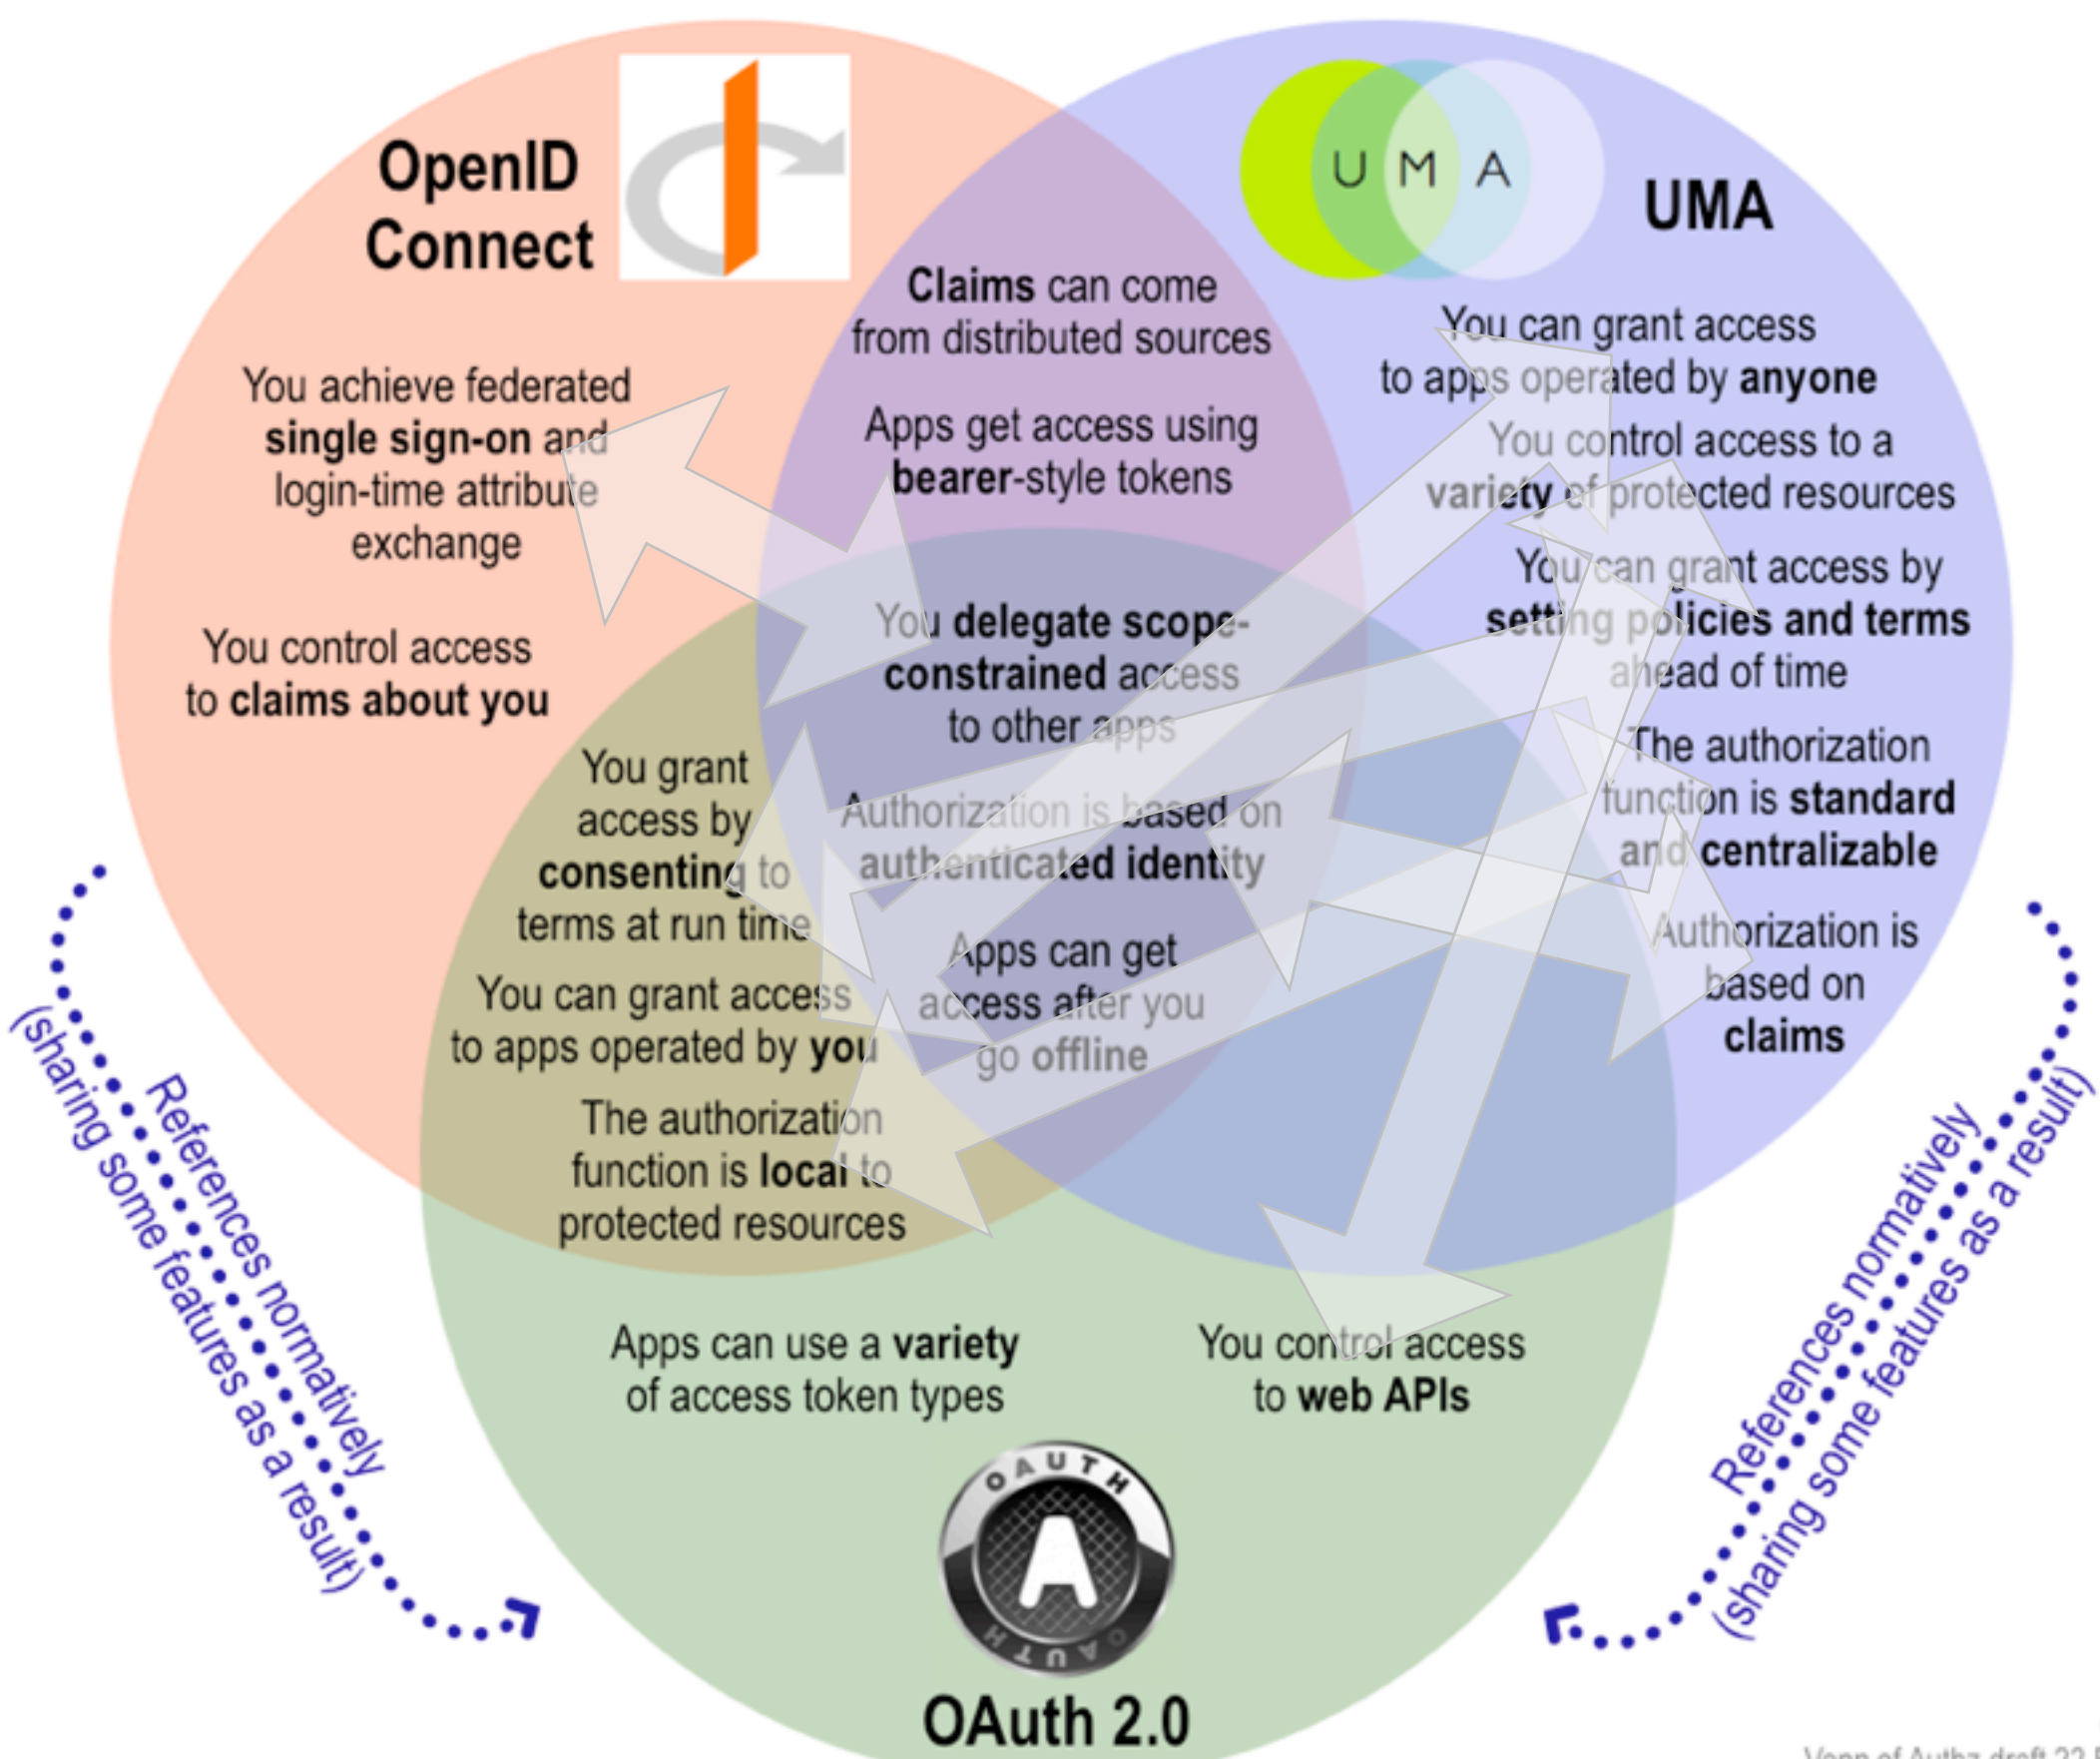 OpenID
Connect
U M A
UMA
Claims can come
from distributed sources
Apps get access using
bearer-style tokens
You can grant access
to apps operated by anyone
You control access to a
variety of protected resources
You can grant access by
setting policies and terms
ahead of time
The authorization
function is standard
and centralizable
Authorization is
based on
claims
You achieve federated
single sign-on and
login-time attribute
exchange
You control access
to claims about you
You delegate scope-
constrained access
to other apps
Authorization is based on
authenticated identity
Apps can get
access after you
go offline
You grant
access by
consenting to
terms at run time
You can grant access
to apps operated by you
The authorization
function is local to
protected resources
Apps can use a variety
of access token types
You control access
to web APIs
OAUTH
A
OAUTH
OAuth 2.0
References normatively
(sharing some features as a result)
References normatively
(sharing some features as a result)
Venn of Authz draft 22